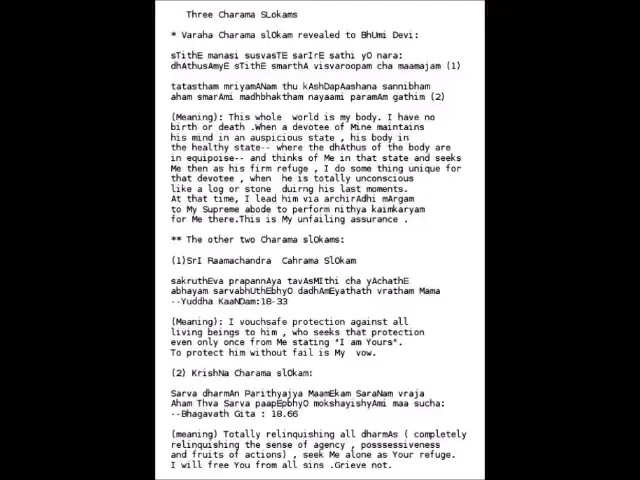 Three Charama SLokams
* Varaha Charama slOkam revealed to BhUmi Devi:
sTithE manasi susvasTE sarIrE sathi yO nara:
dhAthusAmyE sTithE smarthA visvaroopam cha maamajam (1)
tatastham mriyamANam thu kAshDapAashana sannibham
aham smarAmi madhbhaktham nayaami paramAm gathim (2)
(Meaning): This whole world is my body. I have no
birth or death .When a devotee of Mine maintains
his mind in an auspicious state , his body in
the healthy state-- where the dhAthus of the body are
in equipoise-- and thinks of Me in that state and seeks
Me then as his firm refuge , I do some thing unique for
that devotee , when he is totally unconscious
like a log or stone duirng his last moments.
At that time, I lead him via archirAdhi mArgam
to My Supreme abode to perform nithya kaimkaryam
for Me there.This is My unfailing assurance .
** The other two Charama slOkams:
(1)SrI Raamachandra Cahrama SlOkam
sakruthEva prapannAya tavAsMIthi cha yAchathE
abhayam sarvabhUthEbhyO dadhAmEyathath vratham Mama
--Yuddha KaaNDam:18-33
(Meaning): I vouchsafe protection against all
living beings to him , who seeks that protection
even only once from Me stating "I am Yours".
To protect him without fail is My vow.
(2) KrishNa Charama slOkam:
Sarva dharmAn Parithyajya MaamEkam SaraNam vraja
Aham Thva Sarva paapEpbhyO mokshayishyAmi maa sucha:
--Bhagavath Gita : 18.66
(meaning) Totally relinquishing all dharmAs ( completely
relinquishing the sense of agency , posssessiveness
and fruits of actions) , seek Me alone as Your refuge.
I will free You from all sins .Grieve not.